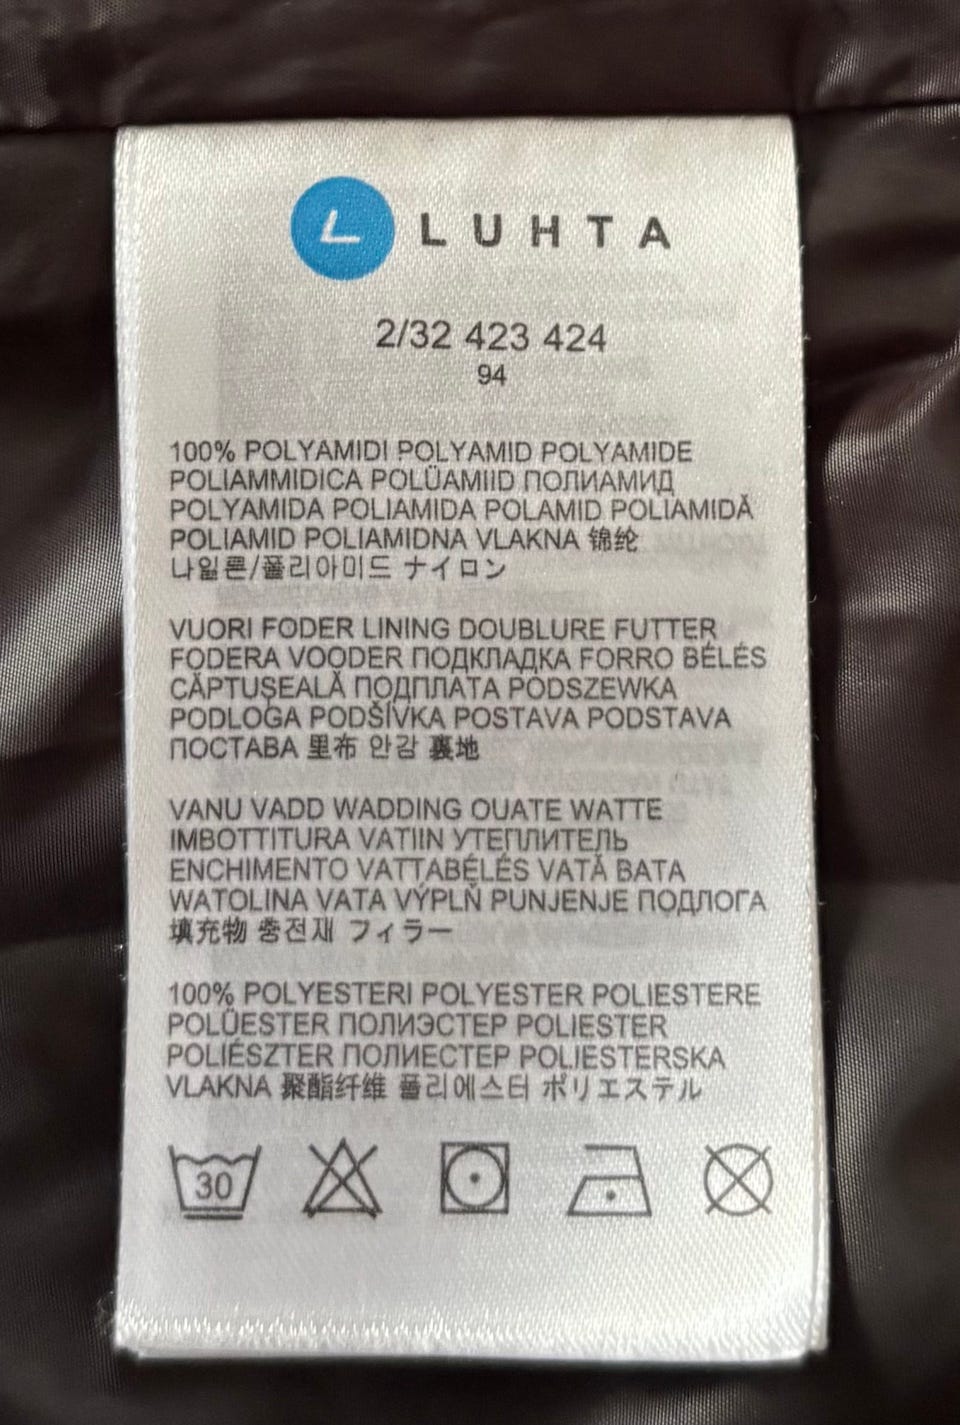 L LUHTA
2/32 423 424
94
100% POLYAMIDI POLYAMID POLYAMIDE
POLIAMMIDICA POLÜAMIID ПОЛИАМИД
POLYAMIDA POLIAMIDA POLAMID POLIAMIDĂ
POLIAMID POLIAMIDNA VLAKNA 锦纶
나일론/폴리아미드 ナイロン
VUORI FODER LINING DOUBLURE FUTTER
FODERA VOODER ПОДКЛАДКА FORRO BÉLÉS
CĂPTUŞEALĂ ПОДПЛАТА PODSZEWKA
PODLOGA PODŠÍVKA POSTAVA PODSTAVA
ПОСТАВА 里布 안감 裏地
VANU VADD WADDING OUATE WATTE
IMBOTTITURA VATIIN УТЕПЛИТЕЛЬ
ENCHIMENTO VATTABÉLÉS VATĂ BATA
WATOLINA VATA VÝPLŇ PUNJENJE ПОДЛОГА
填充物 충전재 フィラー
100% POLYESTERI POLYESTER POLIESTERE
POLÜESTER ПОЛИЭСТЕР POLIESTER
POLIÉSZTER ПОЛИЕСТЕР POLIESTERSKA
VLAKNA 聚酯纤维 폴리에스터 ポリエステル
30